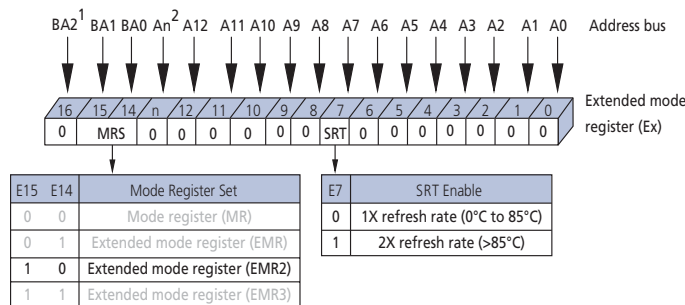 BA2¹ BA1 BA0 An² A12 A11 A10 A9 A8 A7 A6 A5 A4 A3 A2 A1 A0 Address bus
16 15 14 n 12 11 10 9 8 7 6 5 4 3 2 1 0
Extended mode
register (Ex)
0 MRS 0 0 0 0 0 0 SRT 0 0 0 0 0 0 0
E15 E14 Mode Register Set
0 0 Mode register (MR)
0 1 Extended mode register (EMR)
1 0 Extended mode register (EMR2)
1 1 Extended mode register (EMR3)
E7 SRT Enable
0 1X refresh rate (0°C to 85°C)
1 2X refresh rate (>85°C)